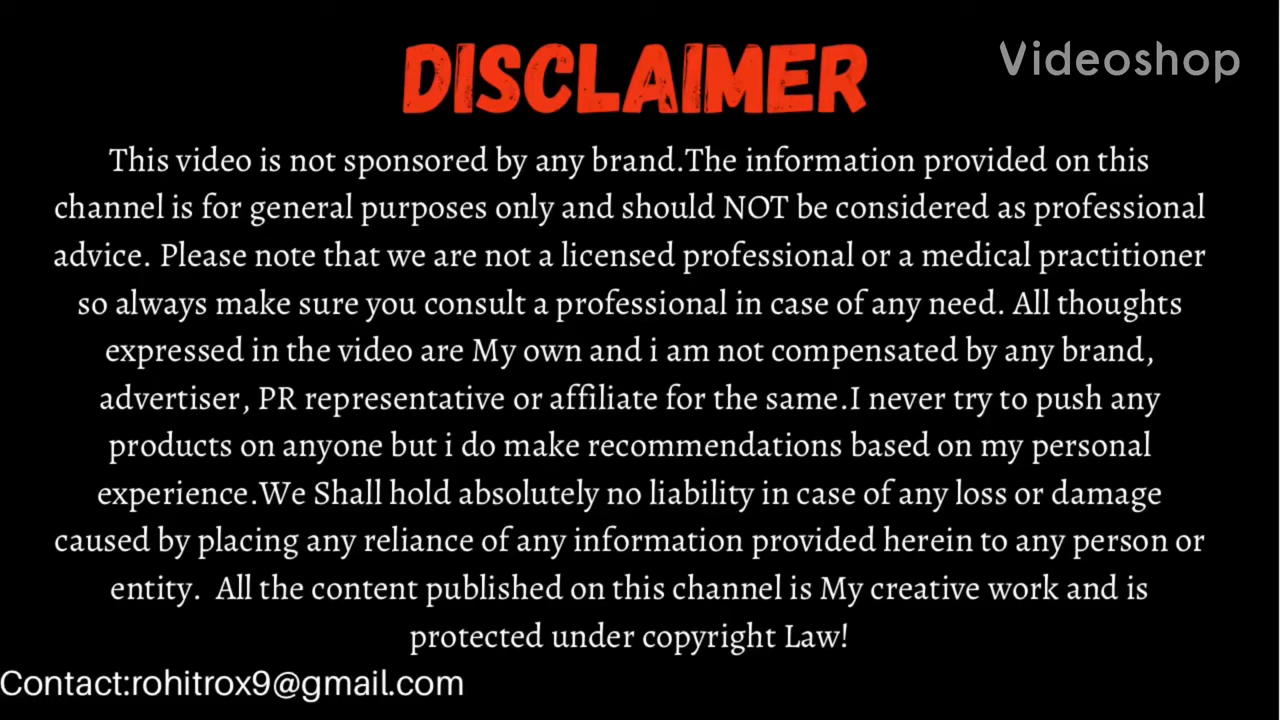 DISCLAIMER
Videoshop
This video is not sponsored by any brand.The information provided on this
channel is for general purposes only and should NOT be considered as professional
advice. Please note that we are not a licensed professional or a medical practitioner
so always make sure you consult a professional in case of any need. All thoughts
expressed in the video are My own and i am not compensated by any brand,
advertiser, PR representative or affiliate for the same.I never try to push any
products on anyone but i do make recommendations based on my personal
experience.We Shall hold absolutely no liability in case of any loss or damage
caused by placing any reliance of any information provided herein to any person or
entity.  All the content published on this channel is My creative work and is
protected under copyright Law!
Contact:rohitrox9@gmail.com